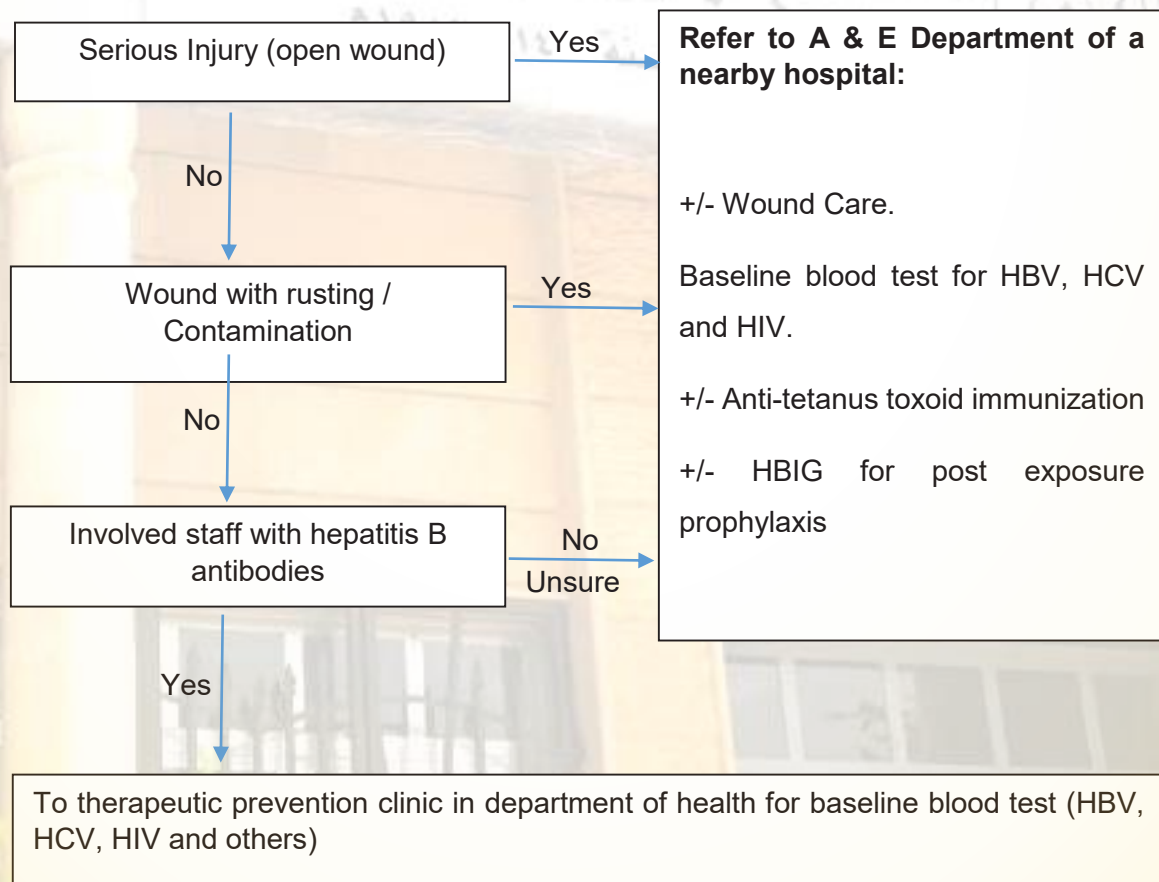 Serious Injury (open wound)
Yes
Refer to A & E Department of a
nearby hospital:
No
+/- Wound Care.
Wound with rusting /
Contamination
Yes
Baseline blood test for HBV, HCV
and HIV.
No
+/- Anti-tetanus toxoid immunization
+/- HBIG for post exposure
prophylaxis
Involved staff with hepatitis B
antibodies
No
Unsure
Yes
To therapeutic prevention clinic in department of health for baseline blood test (HBV,
HCV, HIV and others)